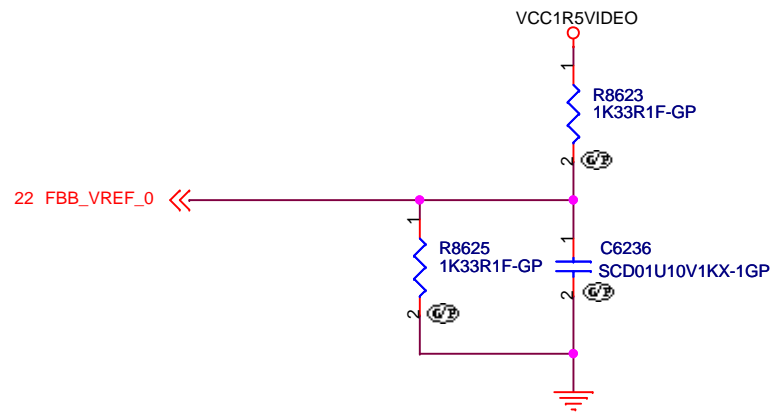 VCC1R5VIDEO
1
R8623
1K33R1F-GP
2 G/P
22 FBB_VREF_0
1
R8625
1K33R1F-GP
2 G/P
1
C6236
SCD01U10V1KX-1GP
2 G/P